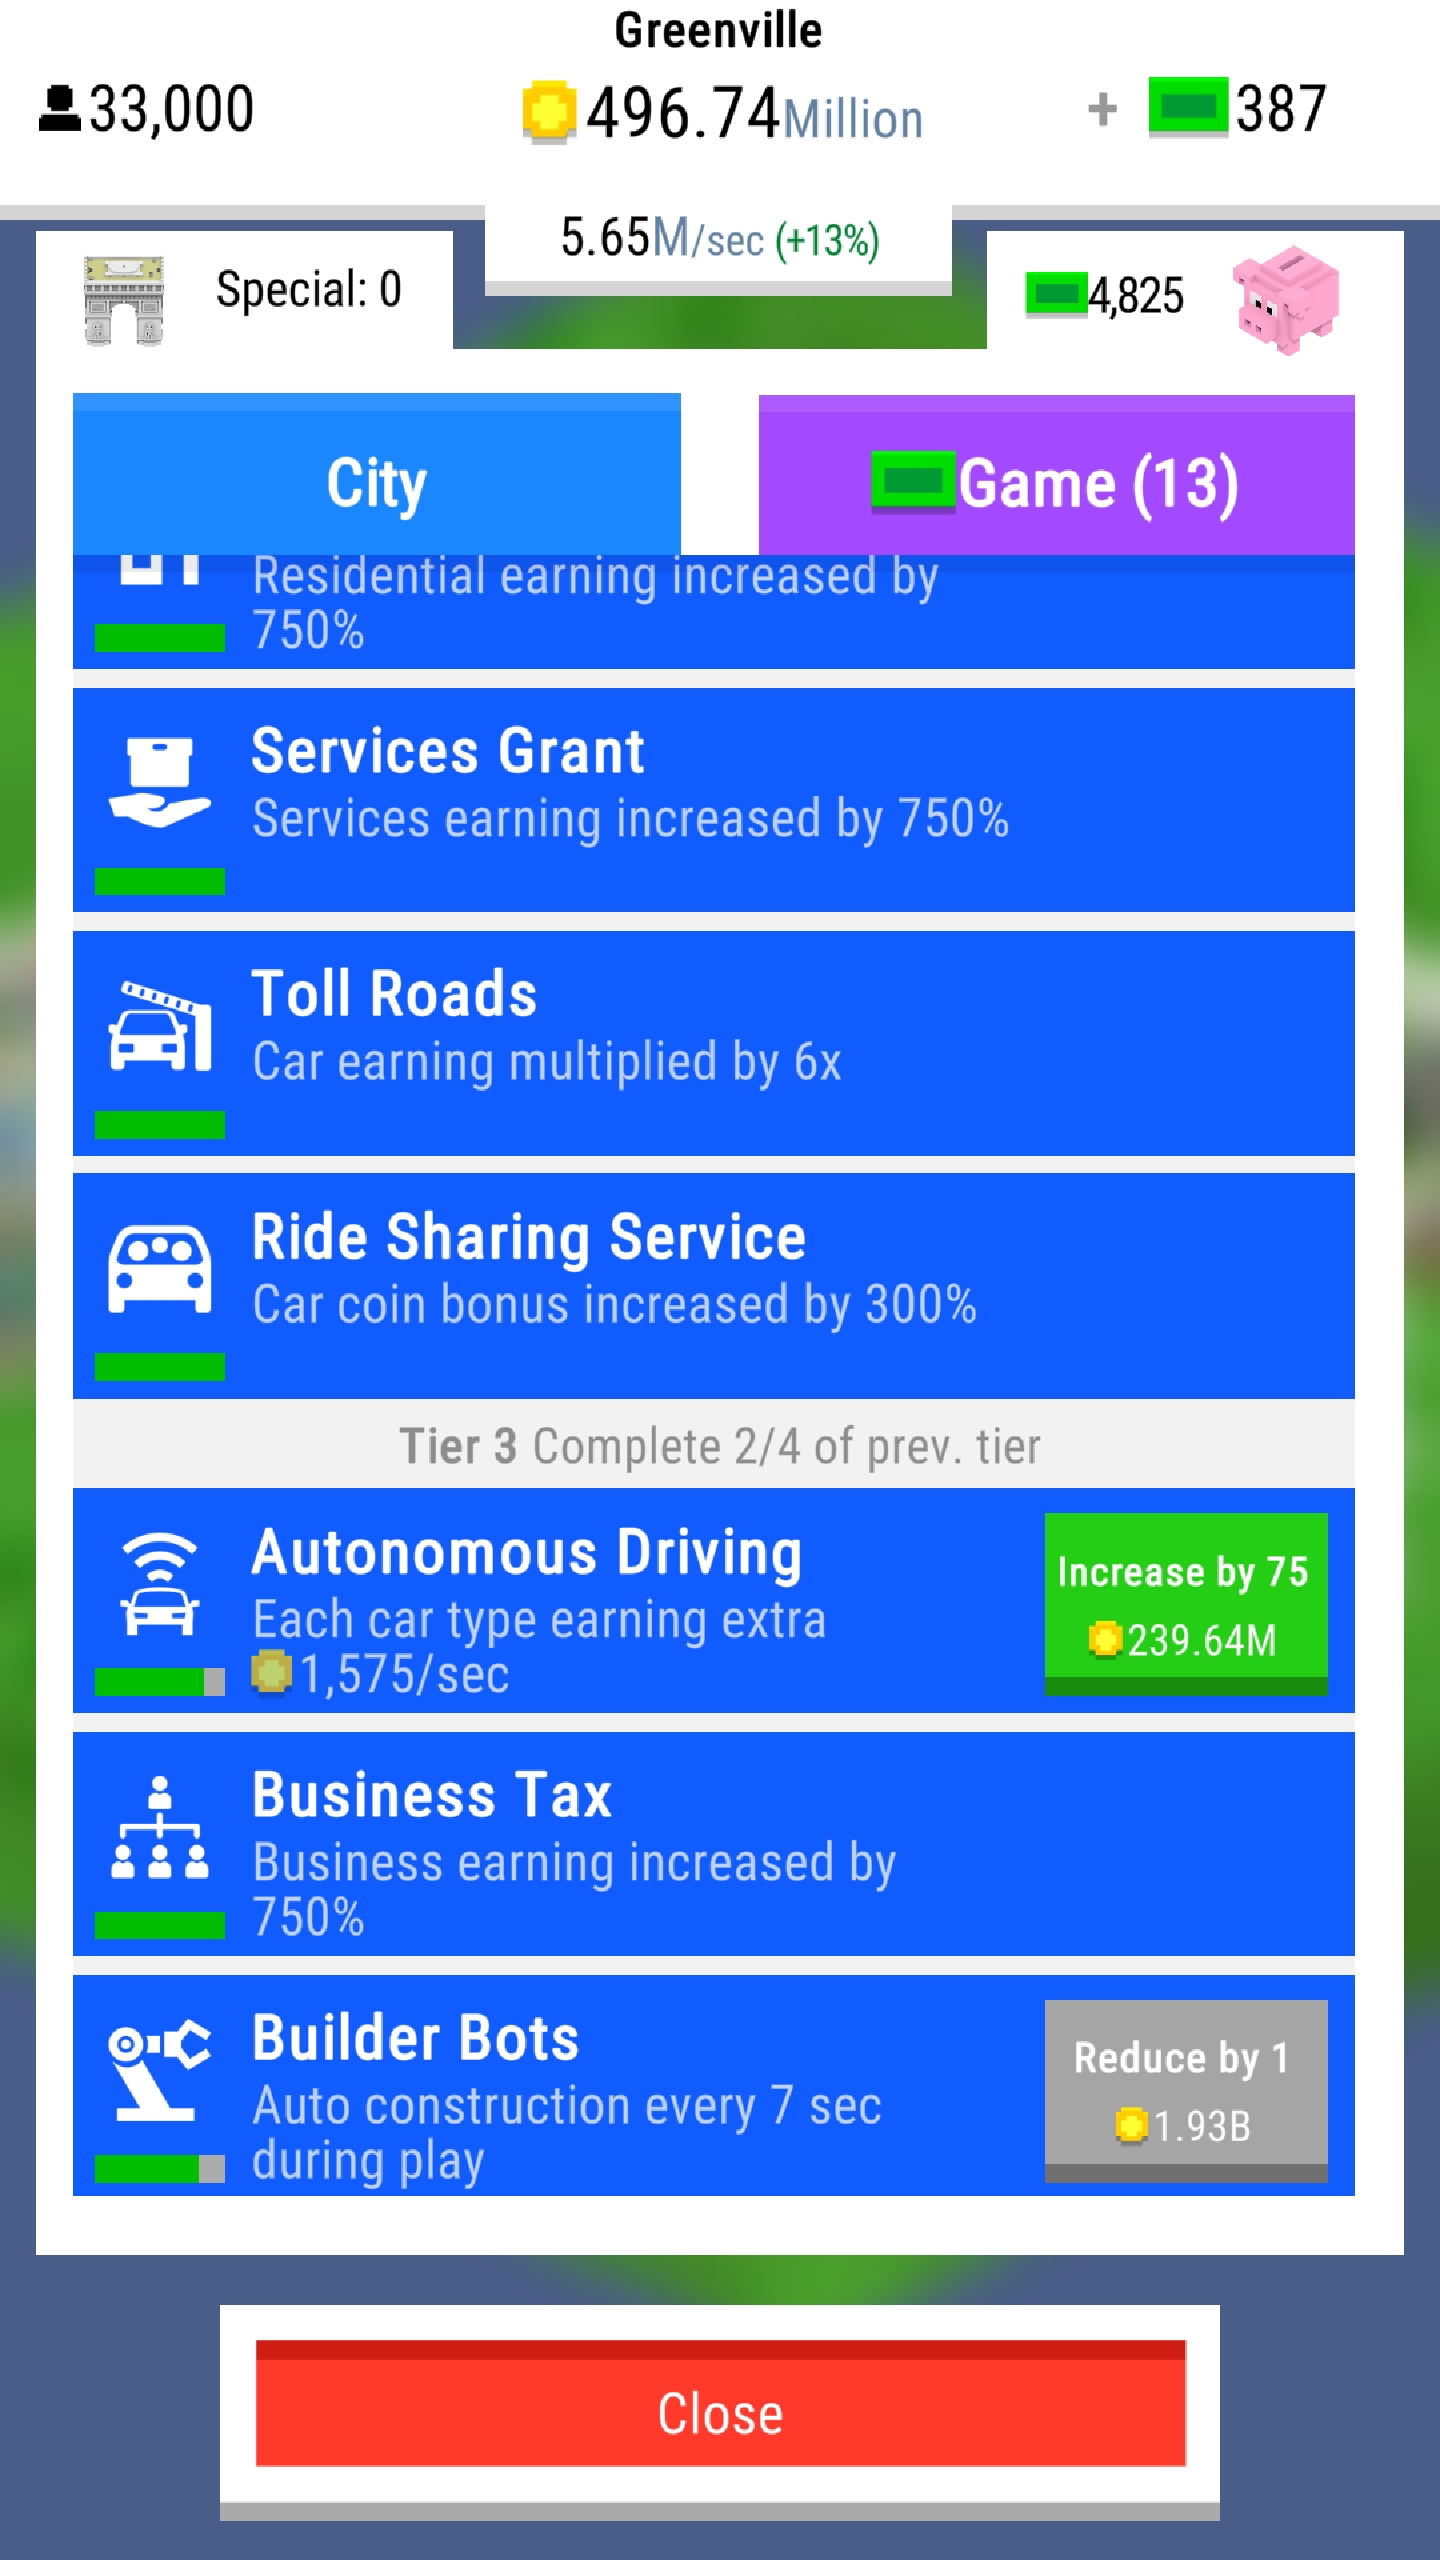 Greenville
33,000
496.74Million
+ 387
5.65M/sec (+13%)
Special: 0
4,825
City
Game (13)
Residential earning increased by
750%
Services Grant
Services earning increased by 750%
Toll Roads
Car earning multiplied by 6x
Ride Sharing Service
Car coin bonus increased by 300%
Tier 3 Complete 2/4 of prev. tier
Autonomous Driving
Each car type earning extra
1,575/sec
Increase by 75
239.64M
Business Tax
Business earning increased by
750%
Builder Bots
Auto construction every 7 sec
during play
Reduce by 1
1.93B
Close